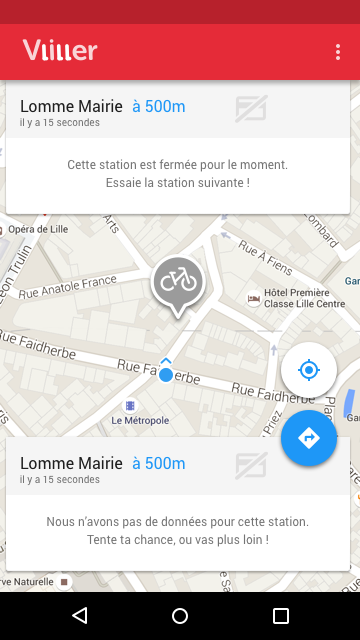 Vliller
Lomme Mairie à 500m
il y a 15 secondes
Cette station est fermée pour le moment.
Essaie la station suivante !
Opéra de Lille
Lombard
Rue À Fiens
Léon Trulin
Rue Anatole France
Hôtel Première
Classe Lille Centre
Gar
Rue Faidherbe
Rue Faidherbe
Rue Faidherbe
Le Métropole
Priez
Place
Gar
Lomme Mairie à 500m
il y a 15 secondes
Nous n'avons pas de données pour cette station.
Tente ta chance, ou vas plus loin !
rve Naturelle